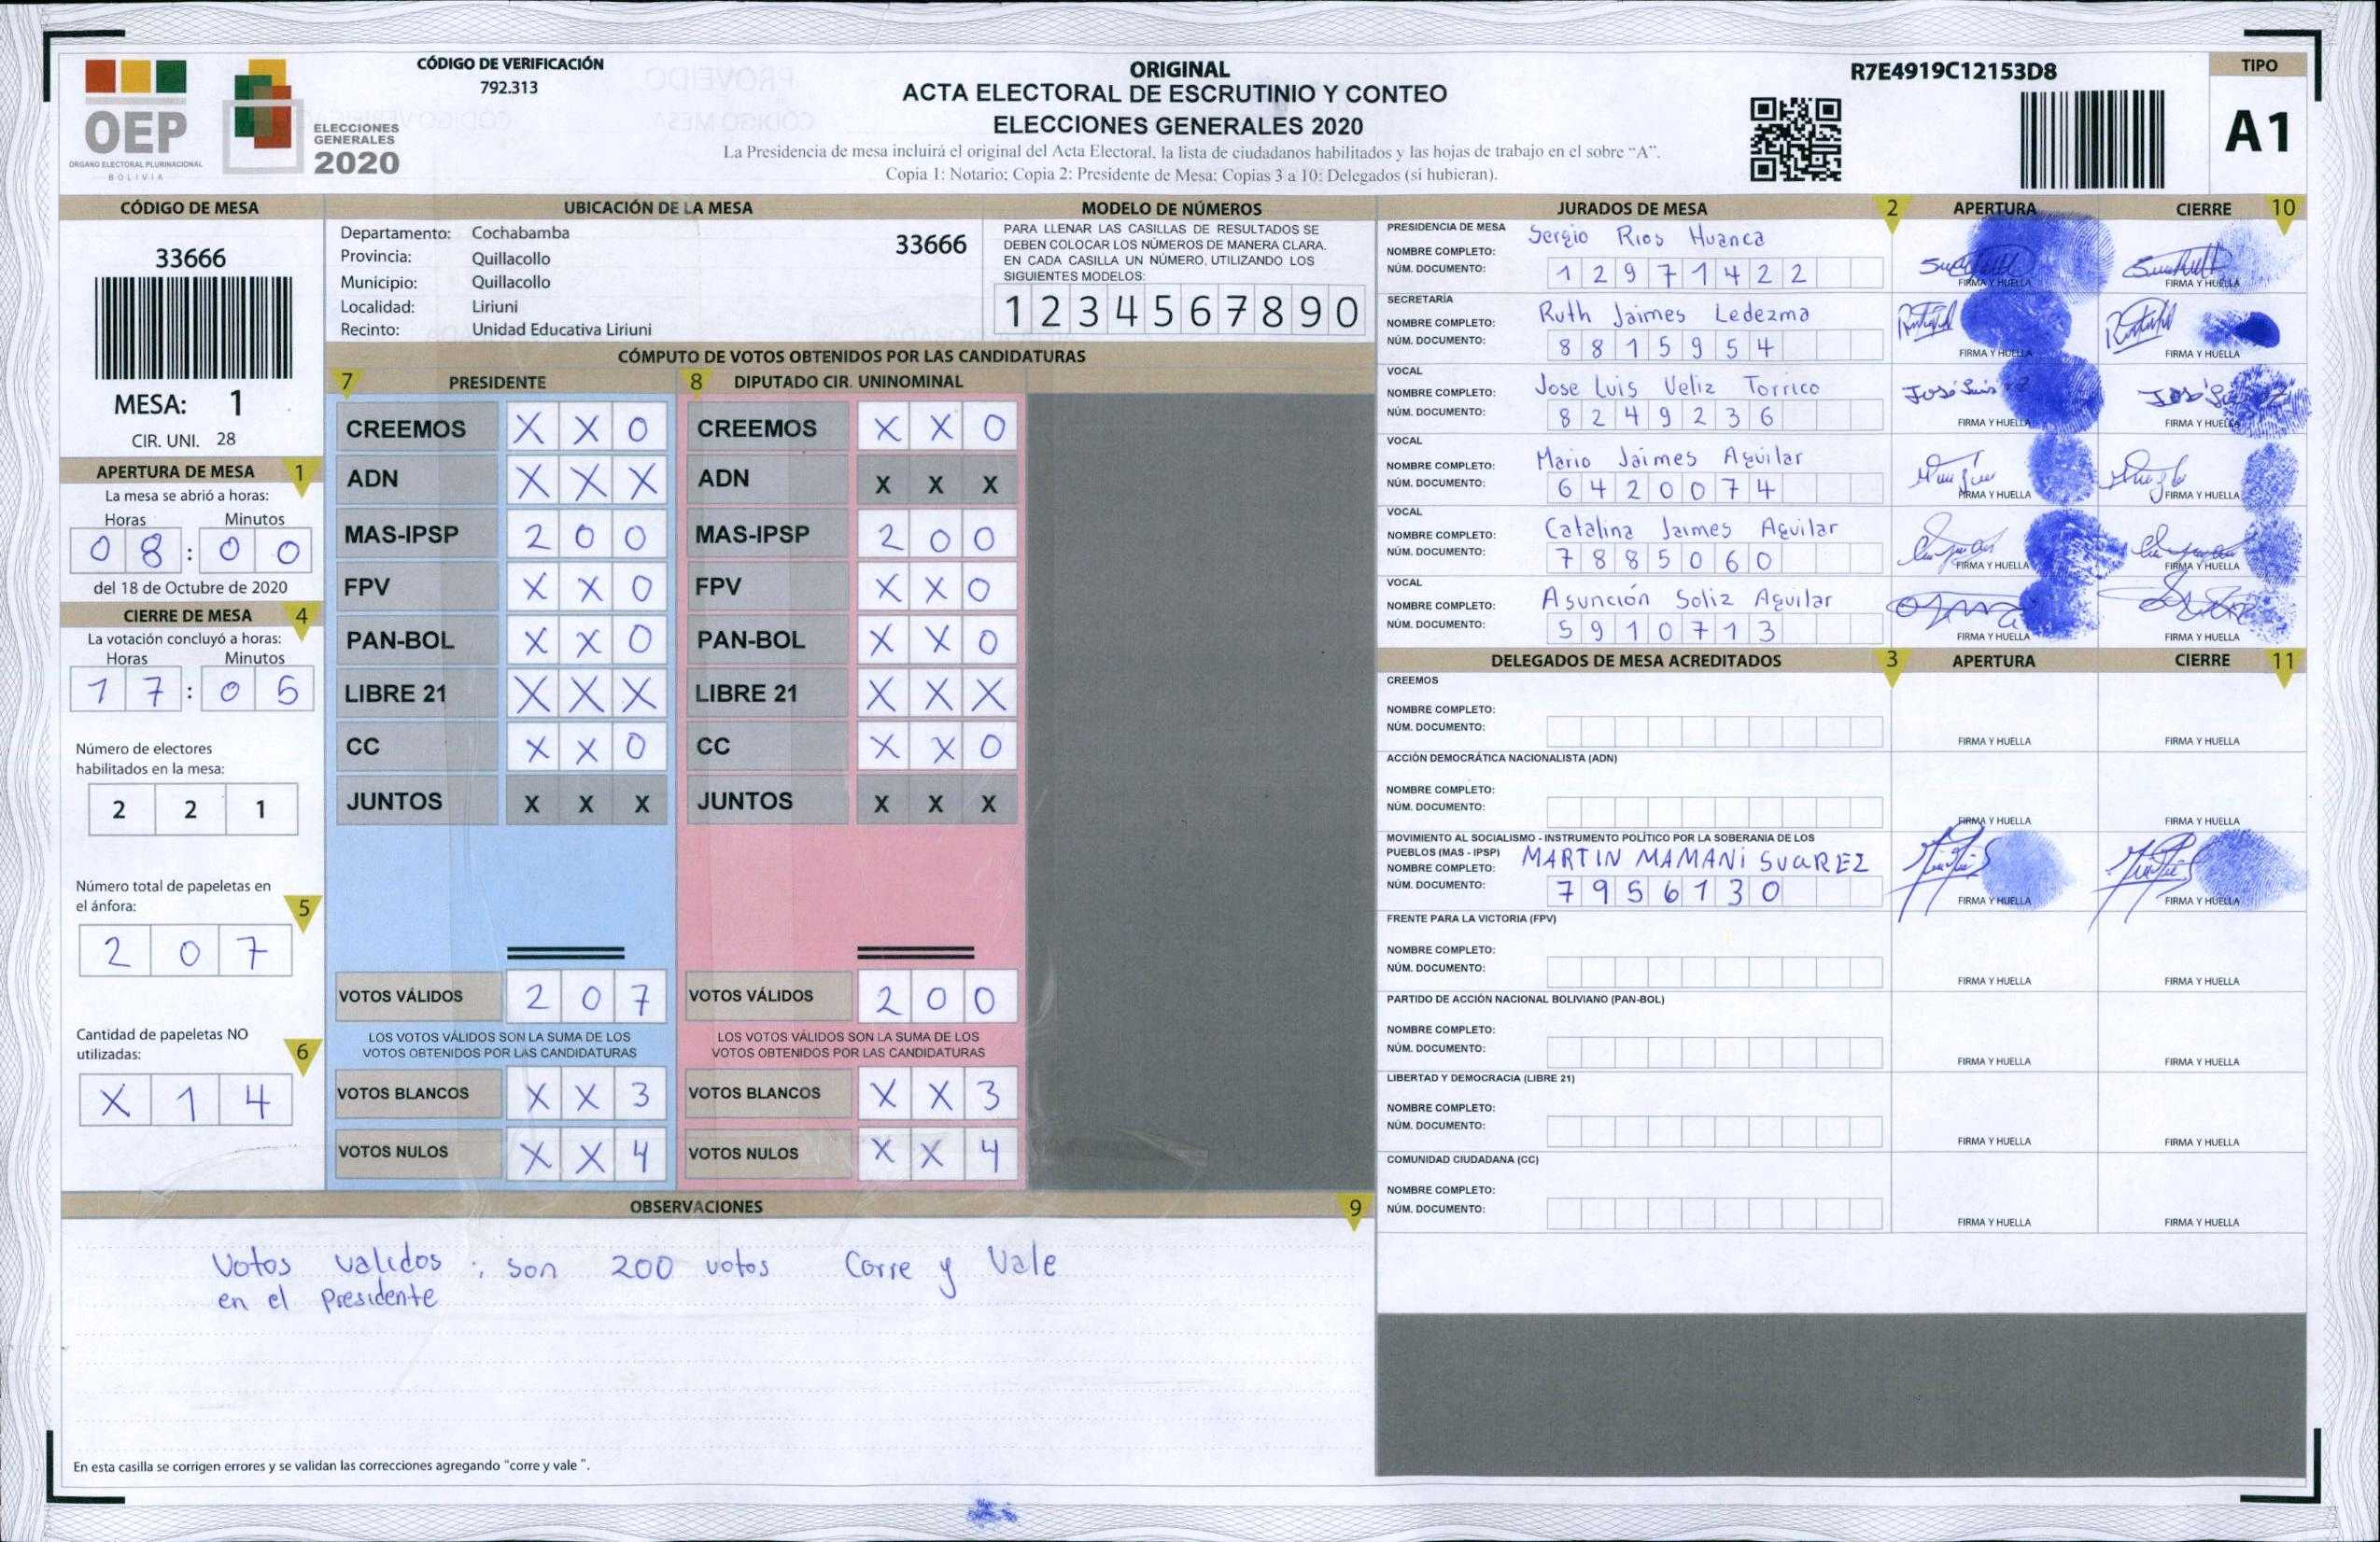 OEP
ÓRGANO ELECTORAL PLURINACIONAL
BOLIVIA
ELECCIONES
GENERALES
2020
CÓDIGO DE VERIFICACIÓN
792.313
ORIGINAL
ACTA ELECTORAL DE ESCRUTINIO Y CONTEO
ELECCIONES GENERALES 2020
La Presidencia de mesa incluirá el original del Acta Electoral, la lista de ciudadanos habilitados y las hojas de trabajo en el sobre “A”.
Copia 1: Notario; Copia 2: Presidente de Mesa; Copias 3 a 10: Delegados (si hubieran).
R7E4919C12153D8
TIPO
A1
CÓDIGO DE MESA
33666
MESA: 1
CIR. UNI. 28
APERTURA DE MESA 1
La mesa se abrió a horas:
Horas Minutos
0 8 : 0 0
del 18 de Octubre de 2020
CIERRE DE MESA 4
La votación concluyó a horas:
Horas Minutos
1 7 : 0 5
Número de electores
habilitados en la mesa:
2 2 1
Número total de papeletas en
el ánfora: 5
2 0 7
Cantidad de papeletas NO
utilizadas: 6
X 1 4
UBICACIÓN DE LA MESA
Departamento: Cochabamba 33666
Provincia: Quillacollo
Municipio: Quillacollo
Localidad: Liriuni
Recinto: Unidad Educativa Liriuni
MODELO DE NÚMEROS
PARA LLENAR LAS CASILLAS DE RESULTADOS SE
DEBEN COLOCAR LOS NÚMEROS DE MANERA CLARA.
EN CADA CASILLA UN NÚMERO, UTILIZANDO LOS
SIGUIENTES MODELOS:
1 2 3 4 5 6 7 8 9 0
CÓMPUTO DE VOTOS OBTENIDOS POR LAS CANDIDATURAS
7 PRESIDENTE 8 DIPUTADO CIR. UNINOMINAL
CREEMOS X X 0 CREEMOS X X 0
ADN X X X ADN X X X
MAS-IPSP 2 0 0 MAS-IPSP 2 0 0
FPV X X 0 FPV X X 0
PAN-BOL X X 0 PAN-BOL X X 0
LIBRE 21 X X X LIBRE 21 X X X
CC X X 0 CC X X 0
JUNTOS X X X JUNTOS X X X
VOTOS VÁLIDOS 2 0 7 VOTOS VÁLIDOS 2 0 0
LOS VOTOS VÁLIDOS SON LA SUMA DE LOS LOS VOTOS VÁLIDOS SON LA SUMA DE LOS
VOTOS OBTENIDOS POR LAS CANDIDATURAS VOTOS OBTENIDOS POR LAS CANDIDATURAS
VOTOS BLANCOS X X 3 VOTOS BLANCOS X X 3
VOTOS NULOS X X 4 VOTOS NULOS X X 4
OBSERVACIONES 9
Votos validos ; son 200 votos Corre y Vale
en el Presidente
En esta casilla se corrigen errores y se validan las correcciones agregando “corre y vale ”.
JURADOS DE MESA 2 APERTURA CIERRE 10
PRESIDENCIA DE MESA
NOMBRE COMPLETO: Sergio Rios Huanca
NÚM. DOCUMENTO: 1 2 9 7 1 4 2 2
FIRMA Y HUELLA FIRMA Y HUELLA
SECRETARÍA
NOMBRE COMPLETO: Ruth Jaimes Ledezma
NÚM. DOCUMENTO: 8 8 1 5 9 5 4
FIRMA Y HUELLA FIRMA Y HUELLA
VOCAL
NOMBRE COMPLETO: Jose Luis Veliz Torrico
NÚM. DOCUMENTO: 8 2 4 9 2 3 6
José Luis
FIRMA Y HUELLA FIRMA Y HUELLA
VOCAL
NOMBRE COMPLETO: Mario Jaimes Aguilar
NÚM. DOCUMENTO: 6 4 2 0 0 7 4
FIRMA Y HUELLA FIRMA Y HUELLA
VOCAL
NOMBRE COMPLETO: Catalina Jaimes Aguilar
NÚM. DOCUMENTO: 7 8 8 5 0 6 0
FIRMA Y HUELLA FIRMA Y HUELLA
VOCAL
NOMBRE COMPLETO: Asunción Soliz Aguilar
NÚM. DOCUMENTO: 5 9 1 0 7 1 3
FIRMA Y HUELLA FIRMA Y HUELLA
DELEGADOS DE MESA ACREDITADOS 3 APERTURA CIERRE 11
CREEMOS
NOMBRE COMPLETO:
NÚM. DOCUMENTO:
FIRMA Y HUELLA FIRMA Y HUELLA
ACCIÓN DEMOCRÁTICA NACIONALISTA (ADN)
NOMBRE COMPLETO:
NÚM. DOCUMENTO:
FIRMA Y HUELLA FIRMA Y HUELLA
MOVIMIENTO AL SOCIALISMO - INSTRUMENTO POLÍTICO POR LA SOBERANIA DE LOS
PUEBLOS (MAS - IPSP)
NOMBRE COMPLETO: MARTIN MAMANi SUAREZ
NÚM. DOCUMENTO: 7 9 5 6 1 3 0
FIRMA Y HUELLA FIRMA Y HUELLA
FRENTE PARA LA VICTORIA (FPV)
NOMBRE COMPLETO:
NÚM. DOCUMENTO:
FIRMA Y HUELLA FIRMA Y HUELLA
PARTIDO DE ACCIÓN NACIONAL BOLIVIANO (PAN-BOL)
NOMBRE COMPLETO:
NÚM. DOCUMENTO:
FIRMA Y HUELLA FIRMA Y HUELLA
LIBERTAD Y DEMOCRACIA (LIBRE 21)
NOMBRE COMPLETO:
NÚM. DOCUMENTO:
FIRMA Y HUELLA FIRMA Y HUELLA
COMUNIDAD CIUDADANA (CC)
NOMBRE COMPLETO:
NÚM. DOCUMENTO:
FIRMA Y HUELLA FIRMA Y HUELLA